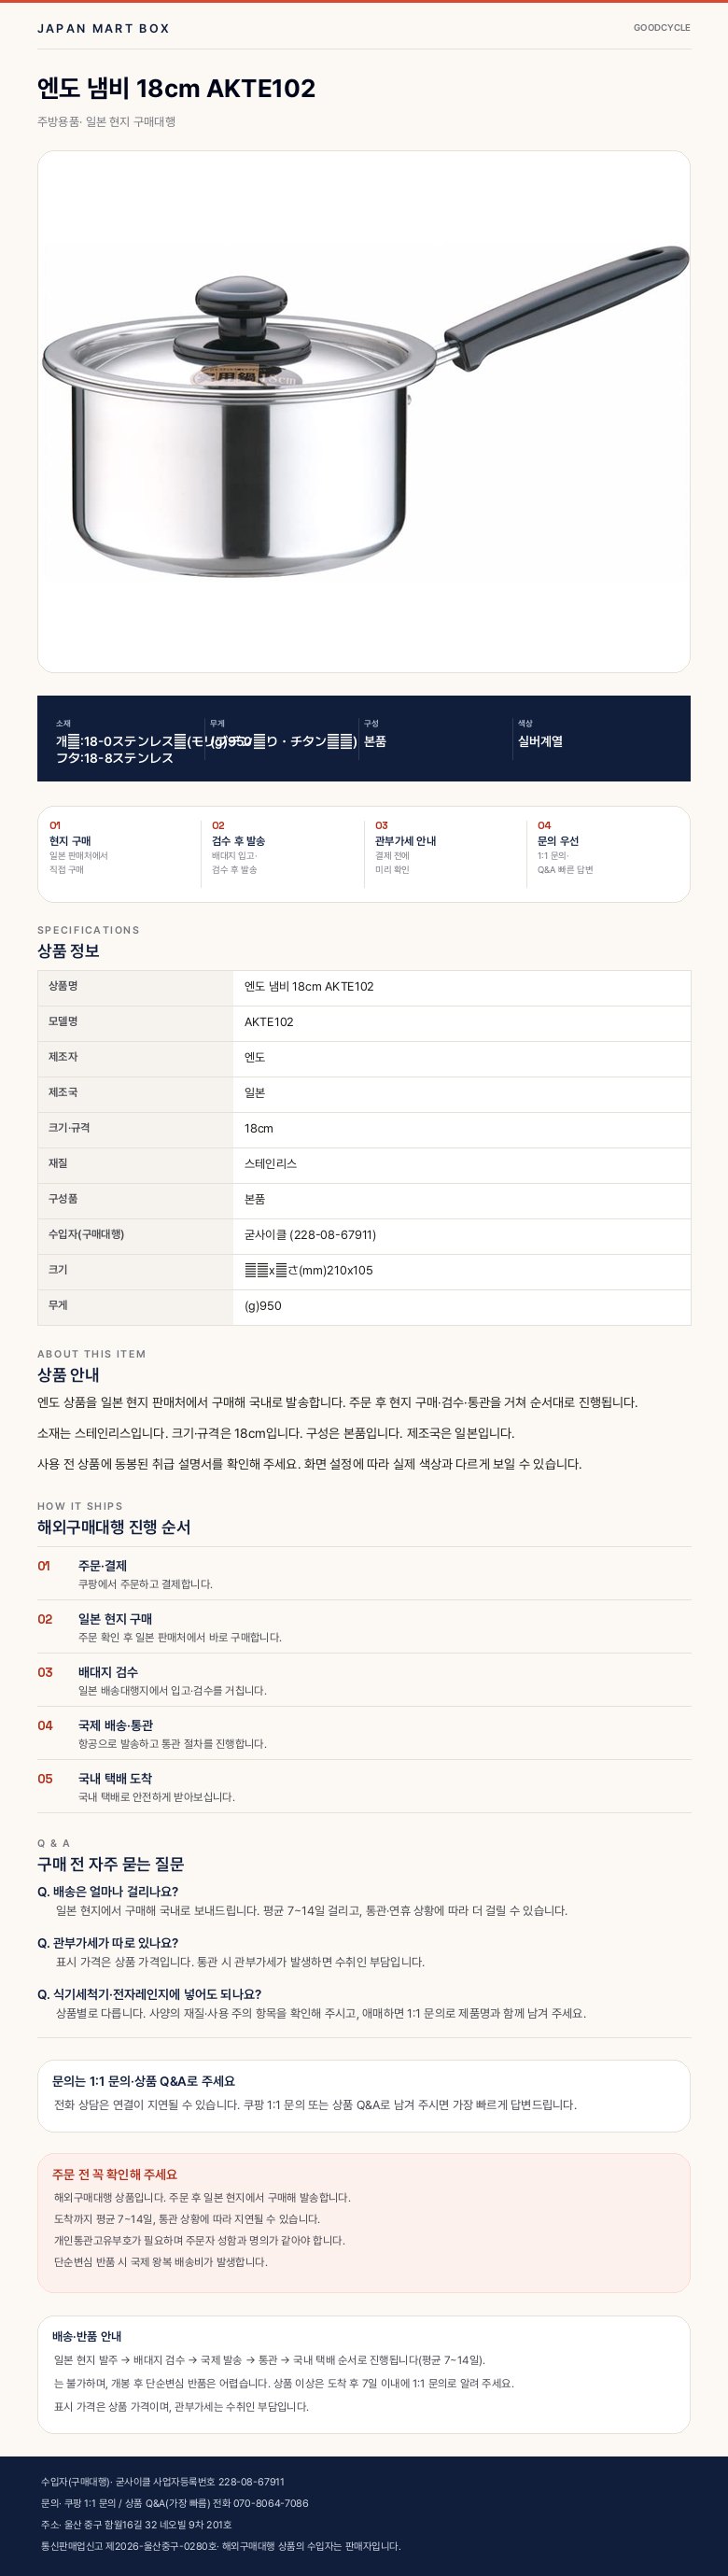 JAPAN MART BOX
GOODCYCLE
엔도 냄비 18cm AKTE102
주방용품· 일본 현지 구매대행
用鍋
18cm
소재
개 :18-0ステンレス (モリブデン り・チタン )
フタ:18-8ステンレス
무게
(g)950
구성
본품
색상
실버계열
01
현지 구매
일본 판매처에서
직접 구매
02
검수 후 발송
배대지 입고·
검수 후 발송
03
관부가세 안내
결제 전에
미리 확인
04
문의 우선
1:1 문의·
Q&A 빠른 답변
SPECIFICATIONS
상품 정보
상품명 엔도 냄비 18cm AKTE102
모델명 AKTE102
제조자 엔도
제조국 일본
크기·규격 18cm
재질 스테인리스
구성품 본품
수입자(구매대행) 굳사이클 (228-08-67911)
크기 x さ(mm)210x105
무게 (g)950
ABOUT THIS ITEM
상품 안내
엔도 상품을 일본 현지 판매처에서 구매해 국내로 발송합니다. 주문 후 현지 구매·검수·통관을 거쳐 순서대로 진행됩니다.
소재는 스테인리스입니다. 크기·규격은 18cm입니다. 구성은 본품입니다. 제조국은 일본입니다.
사용 전 상품에 동봉된 취급 설명서를 확인해 주세요. 화면 설정에 따라 실제 색상과 다르게 보일 수 있습니다.
HOW IT SHIPS
해외구매대행 진행 순서
01 주문·결제
쿠팡에서 주문하고 결제합니다.
02 일본 현지 구매
주문 확인 후 일본 판매처에서 바로 구매합니다.
03 배대지 검수
일본 배송대행지에서 입고·검수를 거칩니다.
04 국제 배송·통관
항공으로 발송하고 통관 절차를 진행합니다.
05 국내 택배 도착
국내 택배로 안전하게 받아보십니다.
Q & A
구매 전 자주 묻는 질문
Q. 배송은 얼마나 걸리나요?
일본 현지에서 구매해 국내로 보내드립니다. 평균 7~14일 걸리고, 통관·연휴 상황에 따라 더 걸릴 수 있습니다.
Q. 관부가세가 따로 있나요?
표시 가격은 상품 가격입니다. 통관 시 관부가세가 발생하면 수취인 부담입니다.
Q. 식기세척기·전자레인지에 넣어도 되나요?
상품별로 다릅니다. 사양의 재질·사용 주의 항목을 확인해 주시고, 애매하면 1:1 문의로 제품명과 함께 남겨 주세요.
문의는 1:1 문의·상품 Q&A로 주세요
전화 상담은 연결이 지연될 수 있습니다. 쿠팡 1:1 문의 또는 상품 Q&A로 남겨 주시면 가장 빠르게 답변드립니다.
주문 전 꼭 확인해 주세요
해외구매대행 상품입니다. 주문 후 일본 현지에서 구매해 발송합니다.
도착까지 평균 7~14일, 통관 상황에 따라 지연될 수 있습니다.
개인통관고유부호가 필요하며 주문자 성함과 명의가 같아야 합니다.
단순변심 반품 시 국제 왕복 배송비가 발생합니다.
배송·반품 안내
일본 현지 발주 → 배대지 검수 → 국제 발송 → 통관 → 국내 택배 순서로 진행됩니다(평균 7~14일).
는 불가하며, 개봉 후 단순변심 반품은 어렵습니다. 상품 이상은 도착 후 7일 이내에 1:1 문의로 알려 주세요.
표시 가격은 상품 가격이며, 관부가세는 수취인 부담입니다.
수입자(구매대행)· 굳사이클 사업자등록번호 228-08-67911
문의· 쿠팡 1:1 문의 / 상품 Q&A(가장 빠름) 전화 070-8064-7086
주소· 울산 중구 함월16길 32 네오빌 9차 201호
통신판매업신고 제2026-울산중구-0280호· 해외구매대행 상품의 수입자는 판매자입니다.